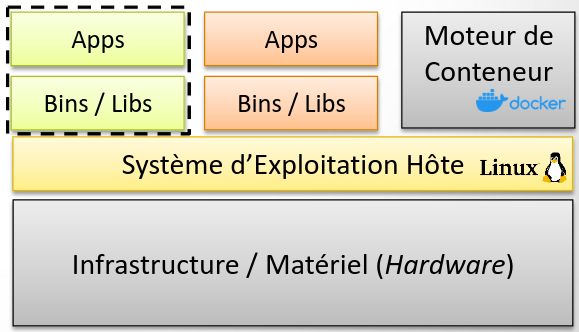 Apps
Bins / Libs
Apps
Bins / Libs
Moteur de
Conteneur
docker
Système d’Exploitation Hôte Linux
Infrastructure / Matériel (Hardware)